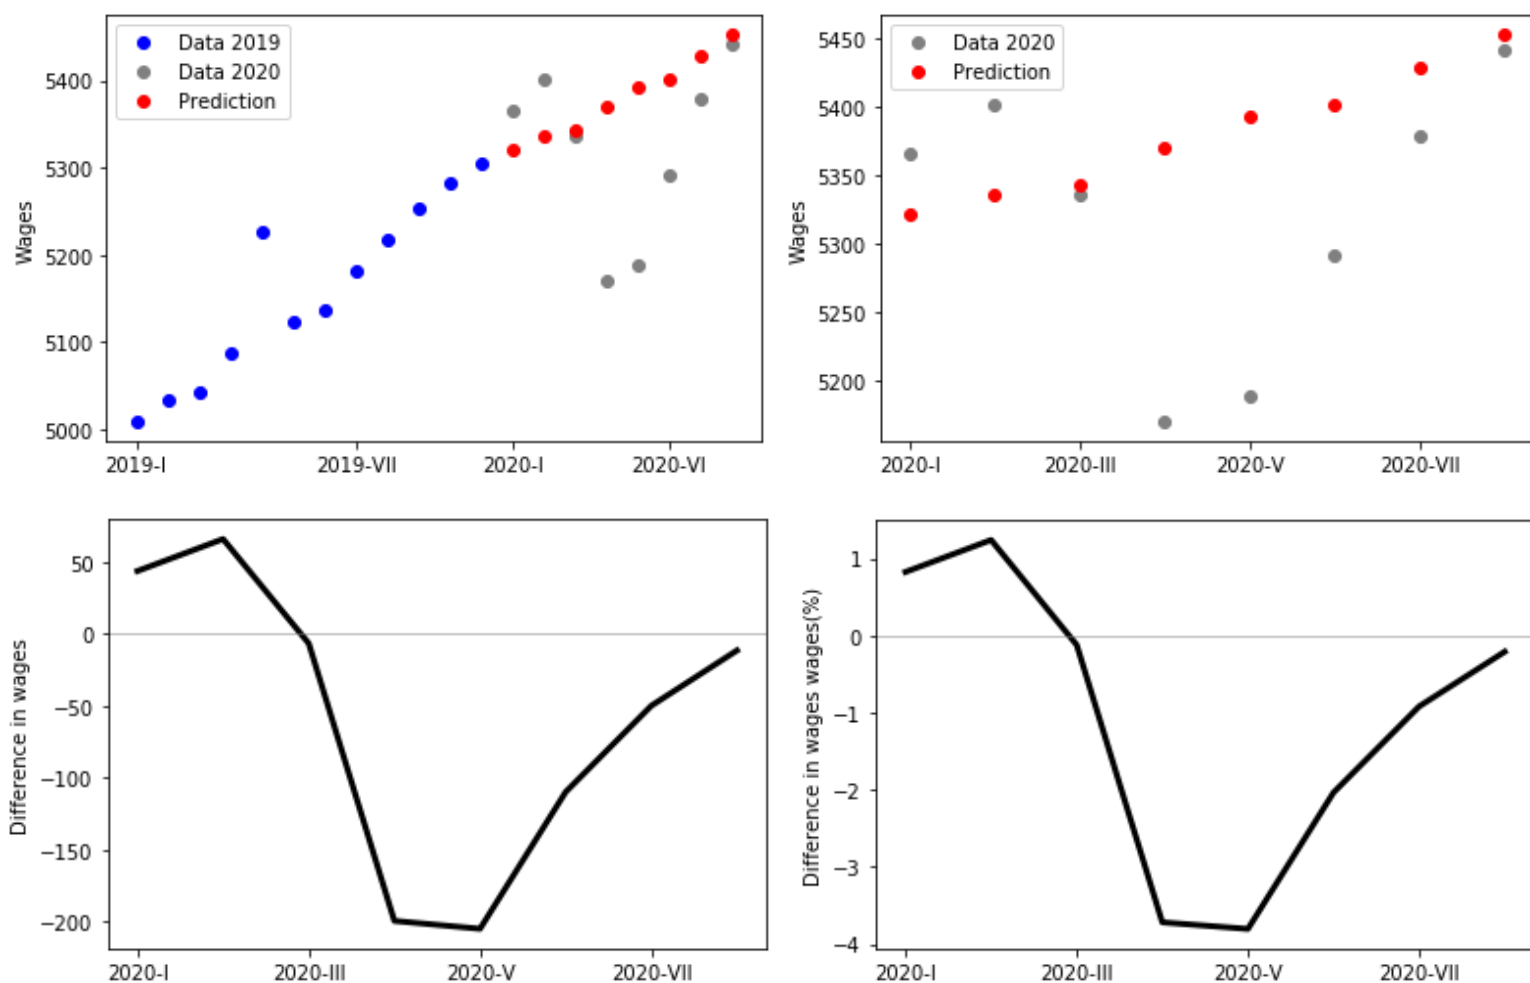 Data 2019
Data 2020
Prediction
Wages
5400
5300
5200
5100
5000
2019-I
2019-VII
2020-I
2020-VI
Data 2020
Prediction
Wages
5450
5400
5350
5300
5250
5200
2020-I
2020-III
2020-V
2020-VII
Difference in wages
50
0
−50
−100
−150
−200
2020-I
2020-III
2020-V
2020-VII
Difference in wages wages(%)
1
0
−1
−2
−3
−4
2020-I
2020-III
2020-V
2020-VII